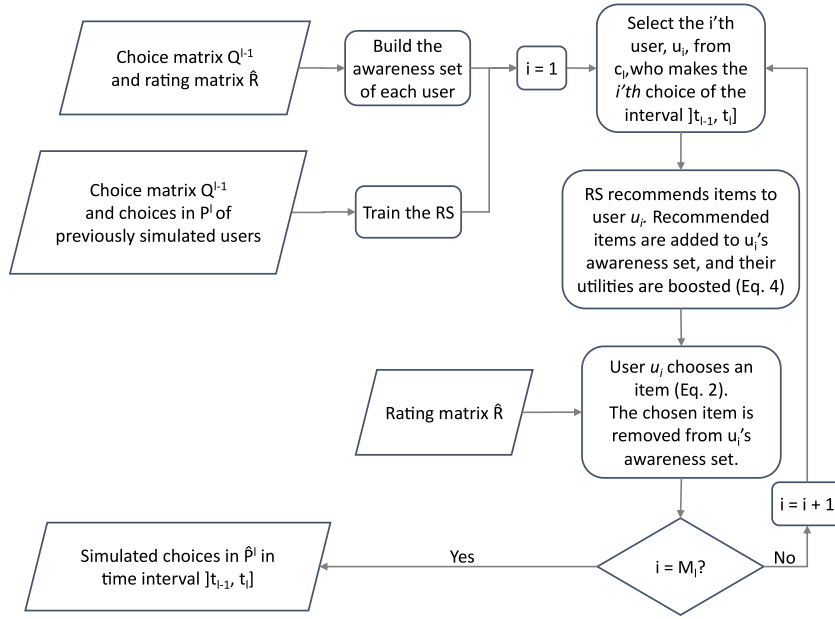 Choice matrix Q^{l-1}
and rating matrix R̂
Build the
awareness set
of each user
i = 1
Select the i'th
user, u_i, from
c_l, who makes the
i'th choice of the
interval ]t_{l-1}, t_l]
Choice matrix Q^{l-1}
and choices in P^l of
previously simulated users
Train the RS
RS recommends items to
user u_i. Recommended
items are added to u_i's
awareness set, and their
utilities are boosted (Eq. 4)
Rating matrix R̂
User u_i chooses an
item (Eq. 2).
The chosen item is
removed from u_i's
awareness set.
i = i + 1
Simulated choices in P̂^l in
time interval ]t_{l-1}, t_l]
Yes
i = M_l?
No